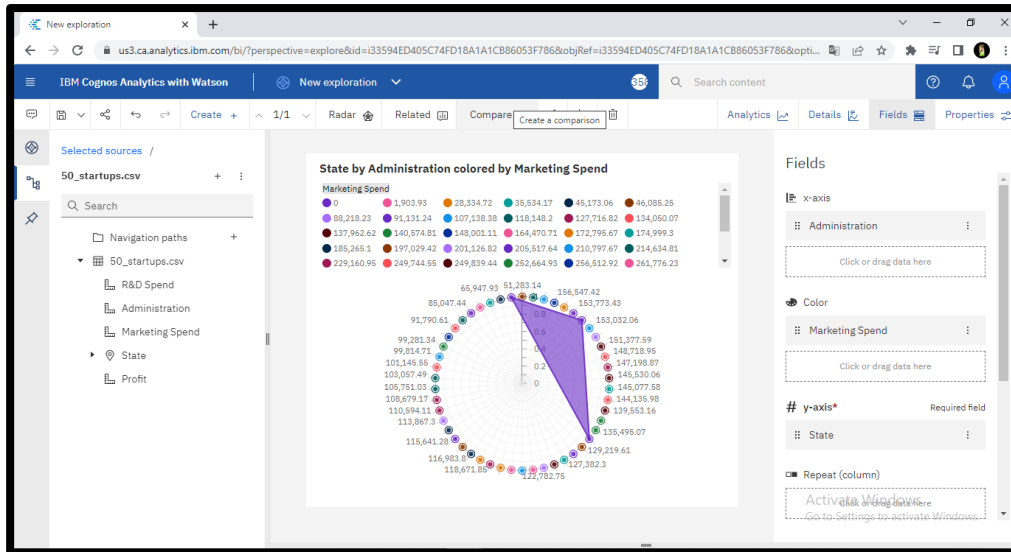 New exploration
us3.ca.analytics.ibm.com/bi/?perspective=explore&id=i33594ED405C74FD18A1A1CB86053F786&objRef=i33594ED405C74FD18A1A1CB86053F786&opti...
IBM Cognos Analytics with Watson
New exploration
Search content
Create +
1/1
Radar
Related
Compare
Create a comparison
Analytics
Details
Fields
Properties
Selected sources /
50_startups.csv
Search
Navigation paths
50_startups.csv
R&D Spend
Administration
Marketing Spend
State
Profit
State by Administration colored by Marketing Spend
Marketing Spend
0 1,903.93 28,334.72 35,534.17 45,173.06 46,085.25
88,218.23 91,131.24 107,138.38 118,148.2 127,716.82 134,050.07
137,962.62 140,574.81 148,001.11 164,470.71 172,795.67 174,999.3
185,265.1 197,029.42 201,126.82 205,517.64 210,797.67 214,634.81
229,160.95 249,744.55 249,839.44 252,664.93 256,512.92 261,776.23
51,283.14
65,947.93
156,547.42
85,047.44
153,773.43
91,790.61
0.8
153,032.06
0.6
99,281.34
151,377.59
99,814.71
0.4
148,718.95
101,145.55
0.2
147,198.87
103,057.49
0
145,530.06
105,751.03
145,077.58
108,679.17
144,135.98
110,594.11
139,553.16
113,867.3
135,495.07
115,641.28
129,219.61
116,983.8
127,382.3
118,671.85
122,782.75
Fields
x-axis
Administration
Click or drag data here
Color
Marketing Spend
Click or drag data here
# y-axis*
Required field
State
Repeat (column)
Click or drag data here
Activate Windows
Go to Settings to activate Windows.